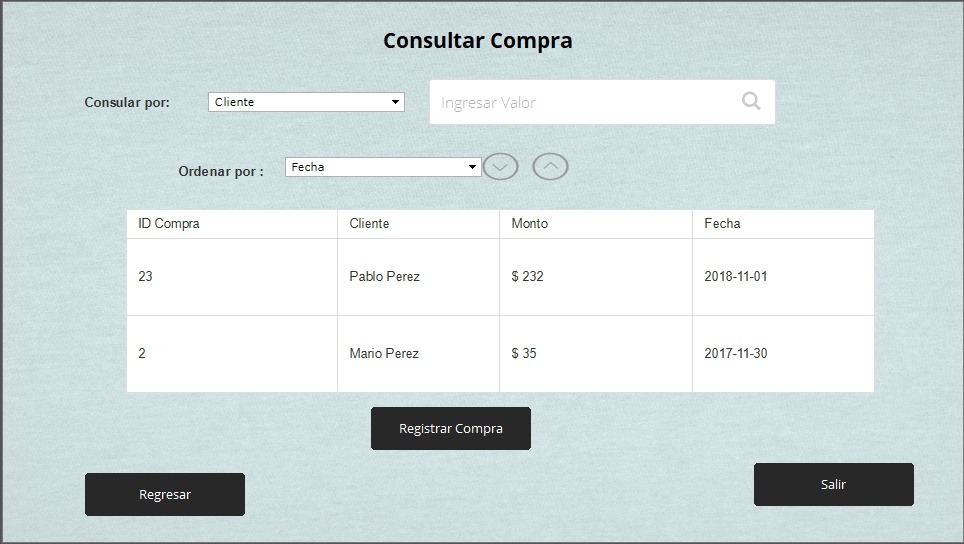 Consultar Compra
Consular por: Cliente Ingresar Valor
Ordenar por : Fecha
ID Compra Cliente Monto Fecha
23 Pablo Perez $ 232 2018-11-01
2 Mario Perez $ 35 2017-11-30
Registrar Compra
Regresar Salir